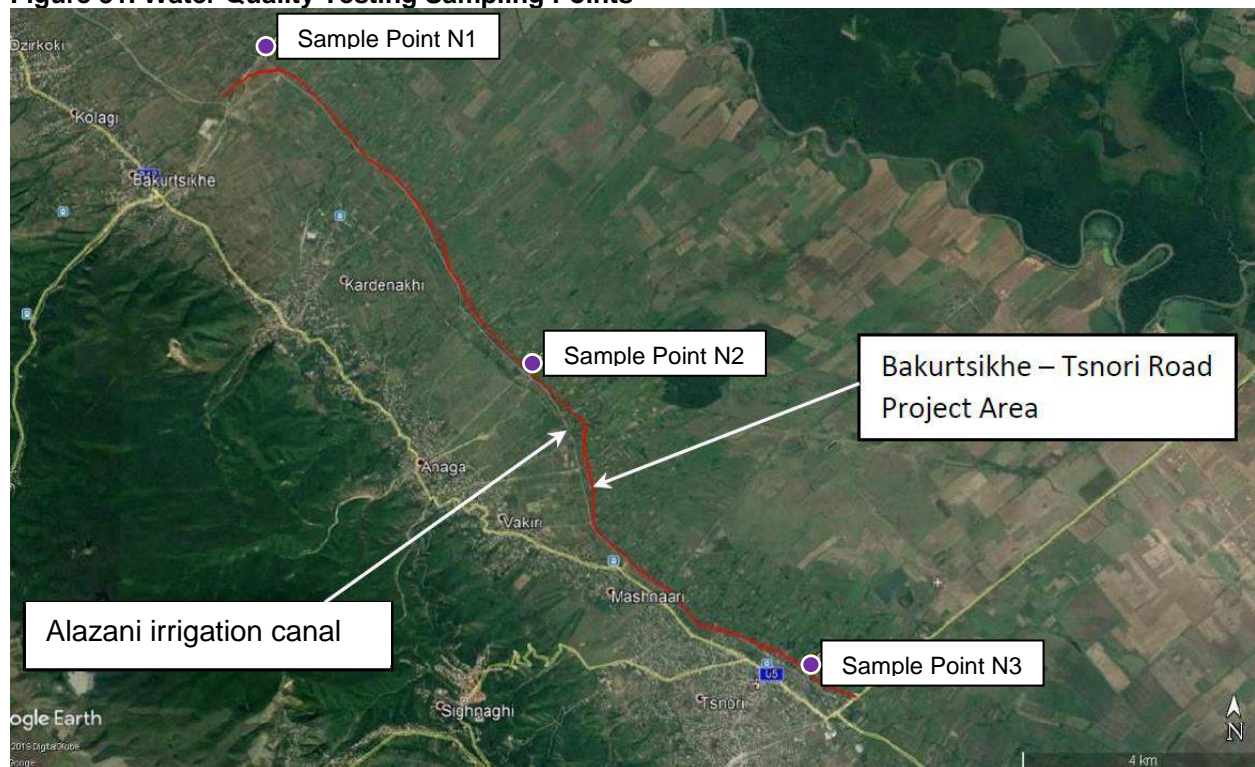 Figure 31: Water Quality Testing Sampling Points
Dzirkoki
Sample Point N1
Kolagi
Bakurtsikhe
Kardenakhi
Sample Point N2
Bakurtsikhe – Tsnori Road
Project Area
Anaga
Vakiri
Mashnaari
Alazani irrigation canal
Sample Point N3
Tsnori
Sighnaghi
ogle Earth
N
4 km